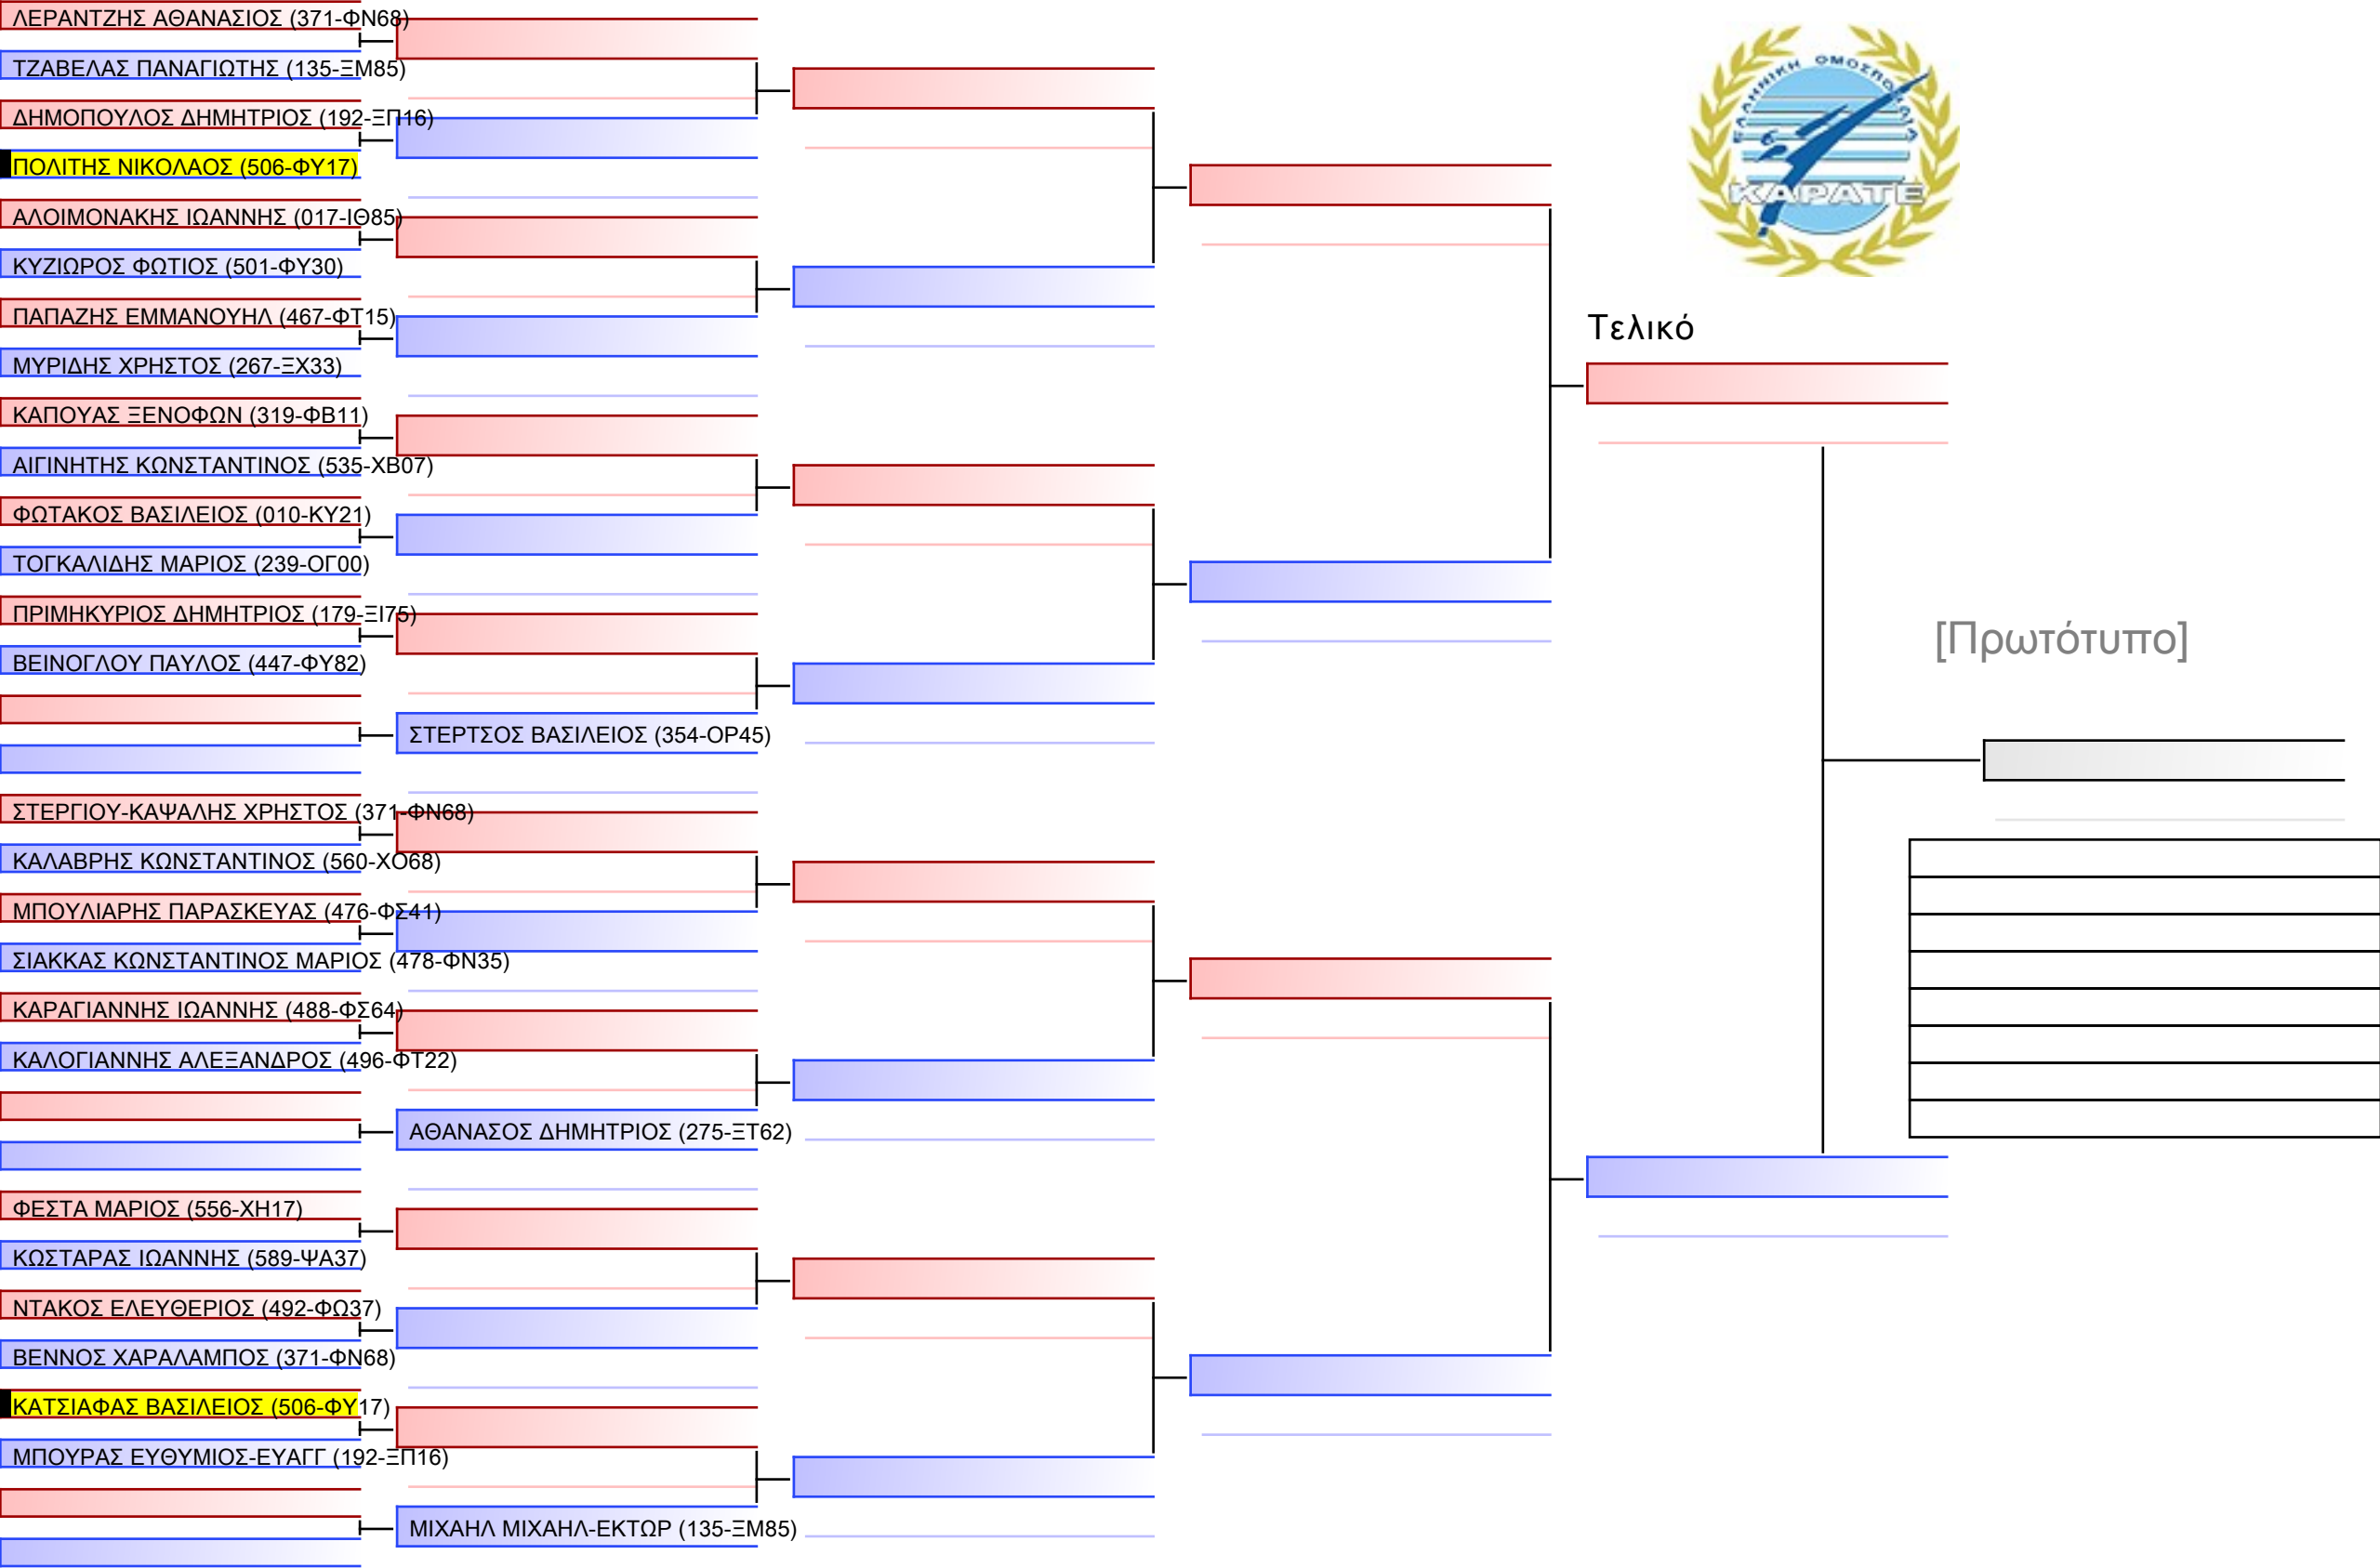 ΛΕΡΑΝΤΖΗΣ ΑΘΑΝΑΣΙΟΣ (371-ΦΝ68)
ΤΖΑΒΕΛΑΣ ΠΑΝΑΓΙΩΤΗΣ (135-ΞΜ85)
ΔΗΜΟΠΟΥΛΟΣ ΔΗΜΗΤΡΙΟΣ (192-ΞΠ16)
ΠΟΛΙΤΗΣ ΝΙΚΟΛΑΟΣ (506-ΦΥ17)
ΑΛΟΙΜΟΝΑΚΗΣ ΙΩΑΝΝΗΣ (017-ΙΘ85)
ΚΥΖΙΩΡΟΣ ΦΩΤΙΟΣ (501-ΦΥ30)
ΠΑΠΑΖΗΣ ΕΜΜΑΝΟΥΗΛ (467-ΦΤ15)
ΜΥΡΙΔΗΣ ΧΡΗΣΤΟΣ (267-ΞΧ33)
ΚΑΠΟΥΑΣ ΞΕΝΟΦΩΝ (319-ΦΒ11)
ΑΙΓΙΝΗΤΗΣ ΚΩΝΣΤΑΝΤΙΝΟΣ (535-ΧΒ07)
ΦΩΤΑΚΟΣ ΒΑΣΙΛΕΙΟΣ (010-ΚΥ21)
ΤΟΓΚΑΛΙΔΗΣ ΜΑΡΙΟΣ (239-ΟΓ00)
ΠΡΙΜΗΚΥΡΙΟΣ ΔΗΜΗΤΡΙΟΣ (179-ΞΙ75)
ΒΕΙΝΟΓΛΟΥ ΠΑΥΛΟΣ (447-ΦΥ82)
ΣΤΕΡΤΣΟΣ ΒΑΣΙΛΕΙΟΣ (354-ΟΡ45)
ΣΤΕΡΓΙΟΥ-ΚΑΨΑΛΗΣ ΧΡΗΣΤΟΣ (371-ΦΝ68)
ΚΑΛΑΒΡΗΣ ΚΩΝΣΤΑΝΤΙΝΟΣ (560-ΧΟ68)
ΜΠΟΥΛΙΑΡΗΣ ΠΑΡΑΣΚΕΥΑΣ (476-ΦΣ41)
ΣΙΑΚΚΑΣ ΚΩΝΣΤΑΝΤΙΝΟΣ ΜΑΡΙΟΣ (478-ΦΝ35)
ΚΑΡΑΓΙΑΝΝΗΣ ΙΩΑΝΝΗΣ (488-ΦΣ64)
ΚΑΛΟΓΙΑΝΝΗΣ ΑΛΕΞΑΝΔΡΟΣ (496-ΦΤ22)
ΑΘΑΝΑΣΟΣ ΔΗΜΗΤΡΙΟΣ (275-ΞΤ62)
ΦΕΣΤΑ ΜΑΡΙΟΣ (556-ΧΗ17)
ΚΩΣΤΑΡΑΣ ΙΩΑΝΝΗΣ (589-ΨΑ37)
ΝΤΑΚΟΣ ΕΛΕΥΘΕΡΙΟΣ (492-ΦΩ37)
ΒΕΝΝΟΣ ΧΑΡΑΛΑΜΠΟΣ (371-ΦΝ68)
ΚΑΤΣΙΑΦΑΣ ΒΑΣΙΛΕΙΟΣ (506-ΦΥ17)
ΜΠΟΥΡΑΣ ΕΥΘΥΜΙΟΣ-ΕΥΑΓΓ (192-ΞΠ16)
ΜΙΧΑΗΛ ΜΙΧΑΗΛ-ΕΚΤΩΡ (135-ΞΜ85)
ΕΛΛΗΝΙΚΗ ΟΜΟΣΠΟΝΔΙΑ
ΚΑΡΑΤΕ
Τελικό
[Πρωτότυπο]